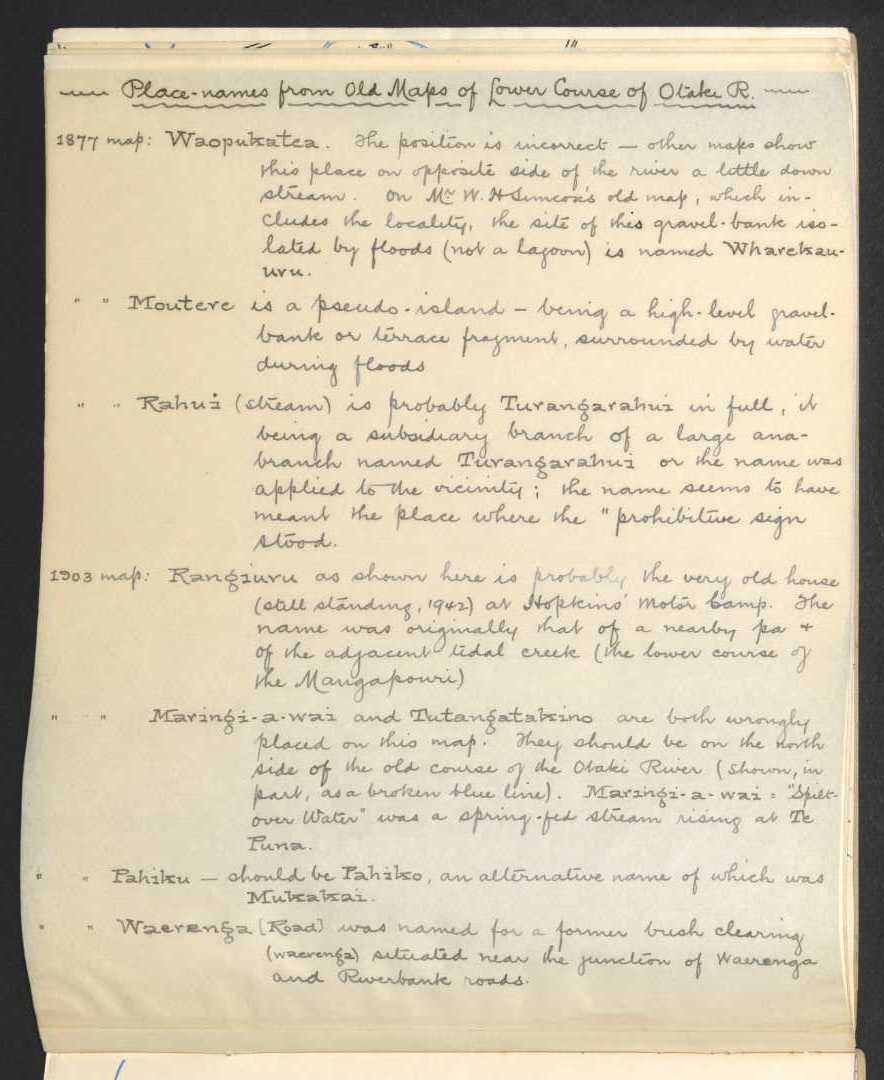 Place-names from Old Maps of Lower Course of Otaki R.
1877 map: Waopukatea. The position is incorrect — other maps show
this place on opposite side of the river a little down
stream. On Mr W. H Simcox's old map, which in-
cludes the locality, the site of this gravel-bank iso-
lated by floods (not a lagoon) is named Wharekau-
uru.
" " Moutere is a pseudo-island — being a high-level gravel-
bank or terrace fragment, surrounded by water
during floods
" " Rahui (stream) is probably Turangarahui in full, it
being a subsidiary branch of a large ana-
branch named Turangarahui or the name was
applied to the vicinity; the name seems to have
meant the place where the "prohibitive sign
stood.
1903 map: Rangiuru as shown here is probably the very old house
(still standing, 1942) at Hopkins' Motor Camp. The
name was originally that of a nearby pa +
of the adjacent tidal creek (the lower course of
the Mangapouri)
" " Maringi-a-wai and Tutangatakino are both wrongly
placed on this map. They should be on the north
side of the old course of the Otaki River (shown, in
part, as a broken blue line). Maringi-a-wai = "Spilt-
over Water" was a spring-fed stream rising at Te
Puna.
" " Pahiku — should be Pahiko, an alternative name of which was
Mukakai.
" " Waerenga [Road] was named for a former bush clearing
(waerenga) situated near the junction of Waerenga
and Riverbank roads.